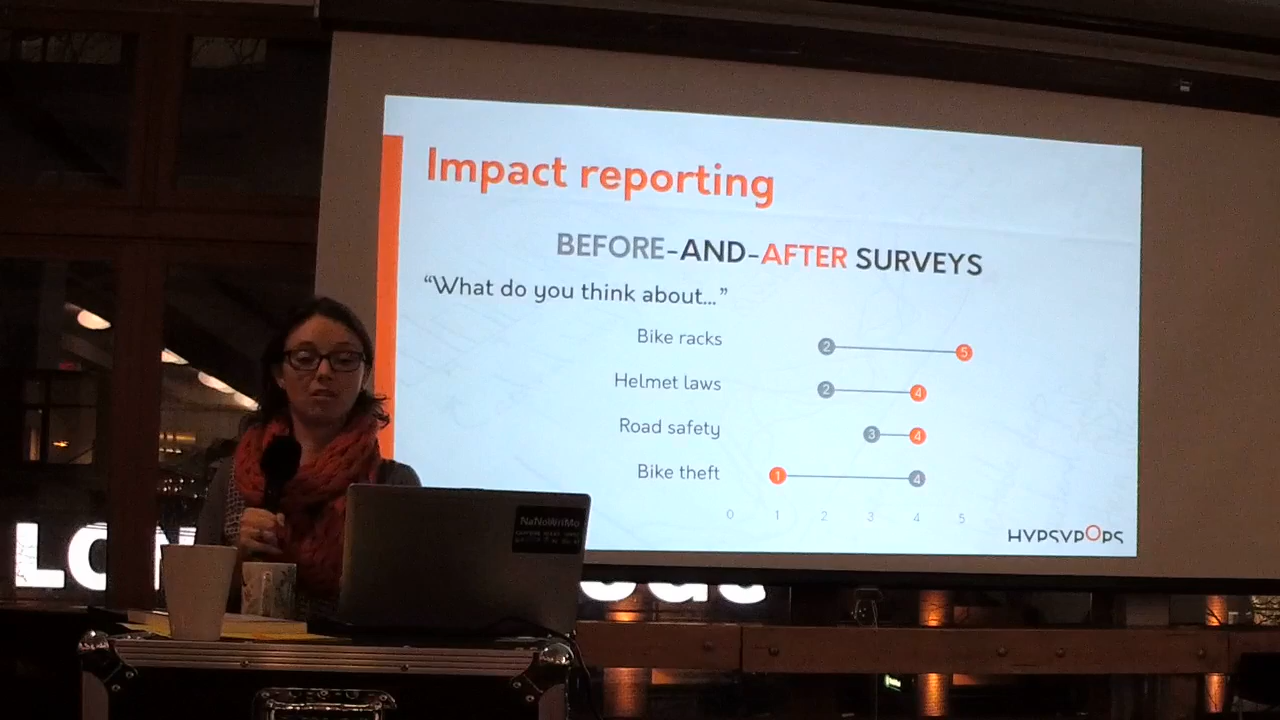 Impact reporting
BEFORE-AND-AFTER SURVEYS
“What do you think about...”
Bike racks 2 5
Helmet laws 2 4
Road safety 3 4
Bike theft 1 4
0 1 2 3 4 5
HYPSYPOPS
NaNoWriMo
LON